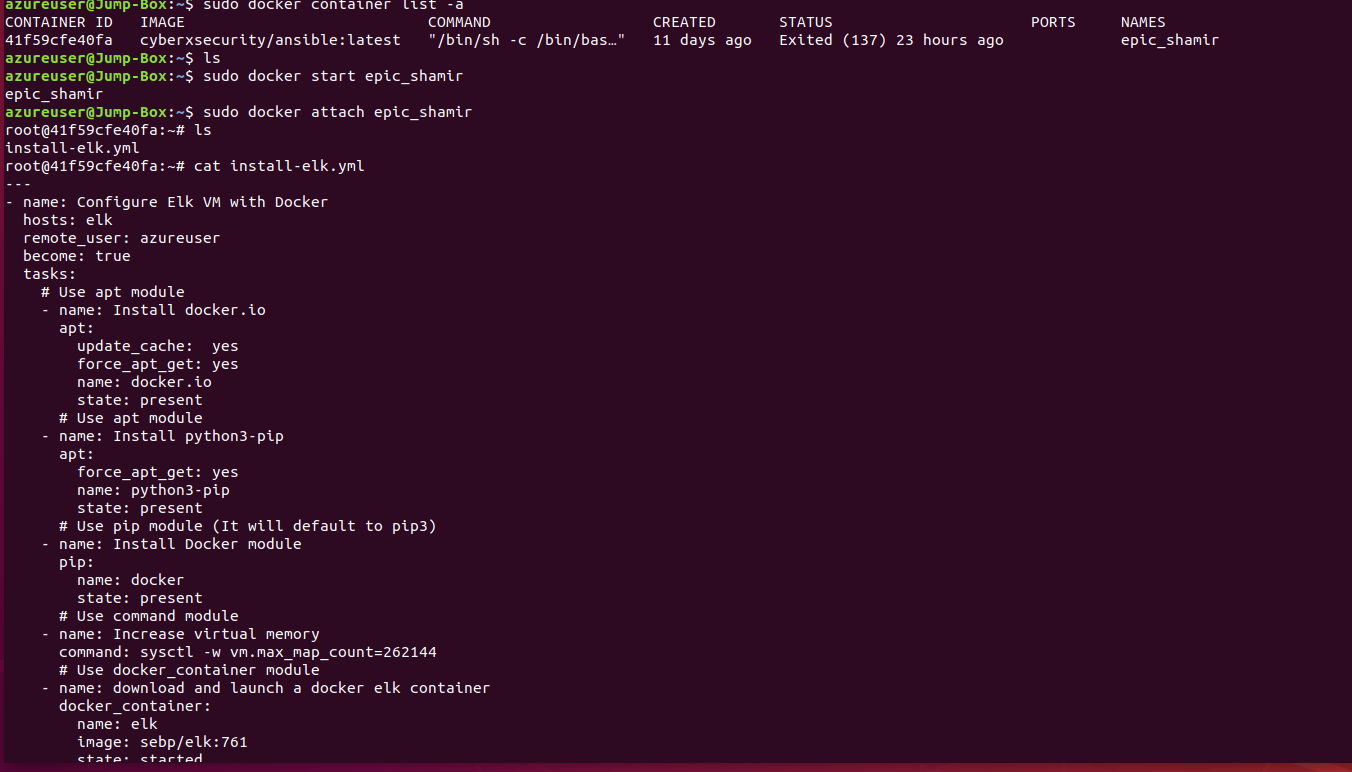 azureuser@Jump-Box:~$ sudo docker container list -a
CONTAINER ID   IMAGE                           COMMAND                  CREATED       STATUS                      PORTS     NAMES
41f59cfe40fa   cyberxsecurity/ansible:latest   "/bin/sh -c /bin/bas…"   11 days ago   Exited (137) 23 hours ago             epic_shamir
azureuser@Jump-Box:~$ ls
azureuser@Jump-Box:~$ sudo docker start epic_shamir
epic_shamir
azureuser@Jump-Box:~$ sudo docker attach epic_shamir
root@41f59cfe40fa:~# ls
install-elk.yml
root@41f59cfe40fa:~# cat install-elk.yml
---
- name: Configure Elk VM with Docker
  hosts: elk
  remote_user: azureuser
  become: true
  tasks:
    # Use apt module
    - name: Install docker.io
      apt:
        update_cache:  yes
        force_apt_get: yes
        name: docker.io
        state: present
      # Use apt module
    - name: Install python3-pip
      apt:
        force_apt_get: yes
        name: python3-pip
        state: present
      # Use pip module (It will default to pip3)
    - name: Install Docker module
      pip:
        name: docker
        state: present
      # Use command module
    - name: Increase virtual memory
      command: sysctl -w vm.max_map_count=262144
      # Use docker_container module
    - name: download and launch a docker elk container
      docker_container:
        name: elk
        image: sebp/elk:761
        state: started